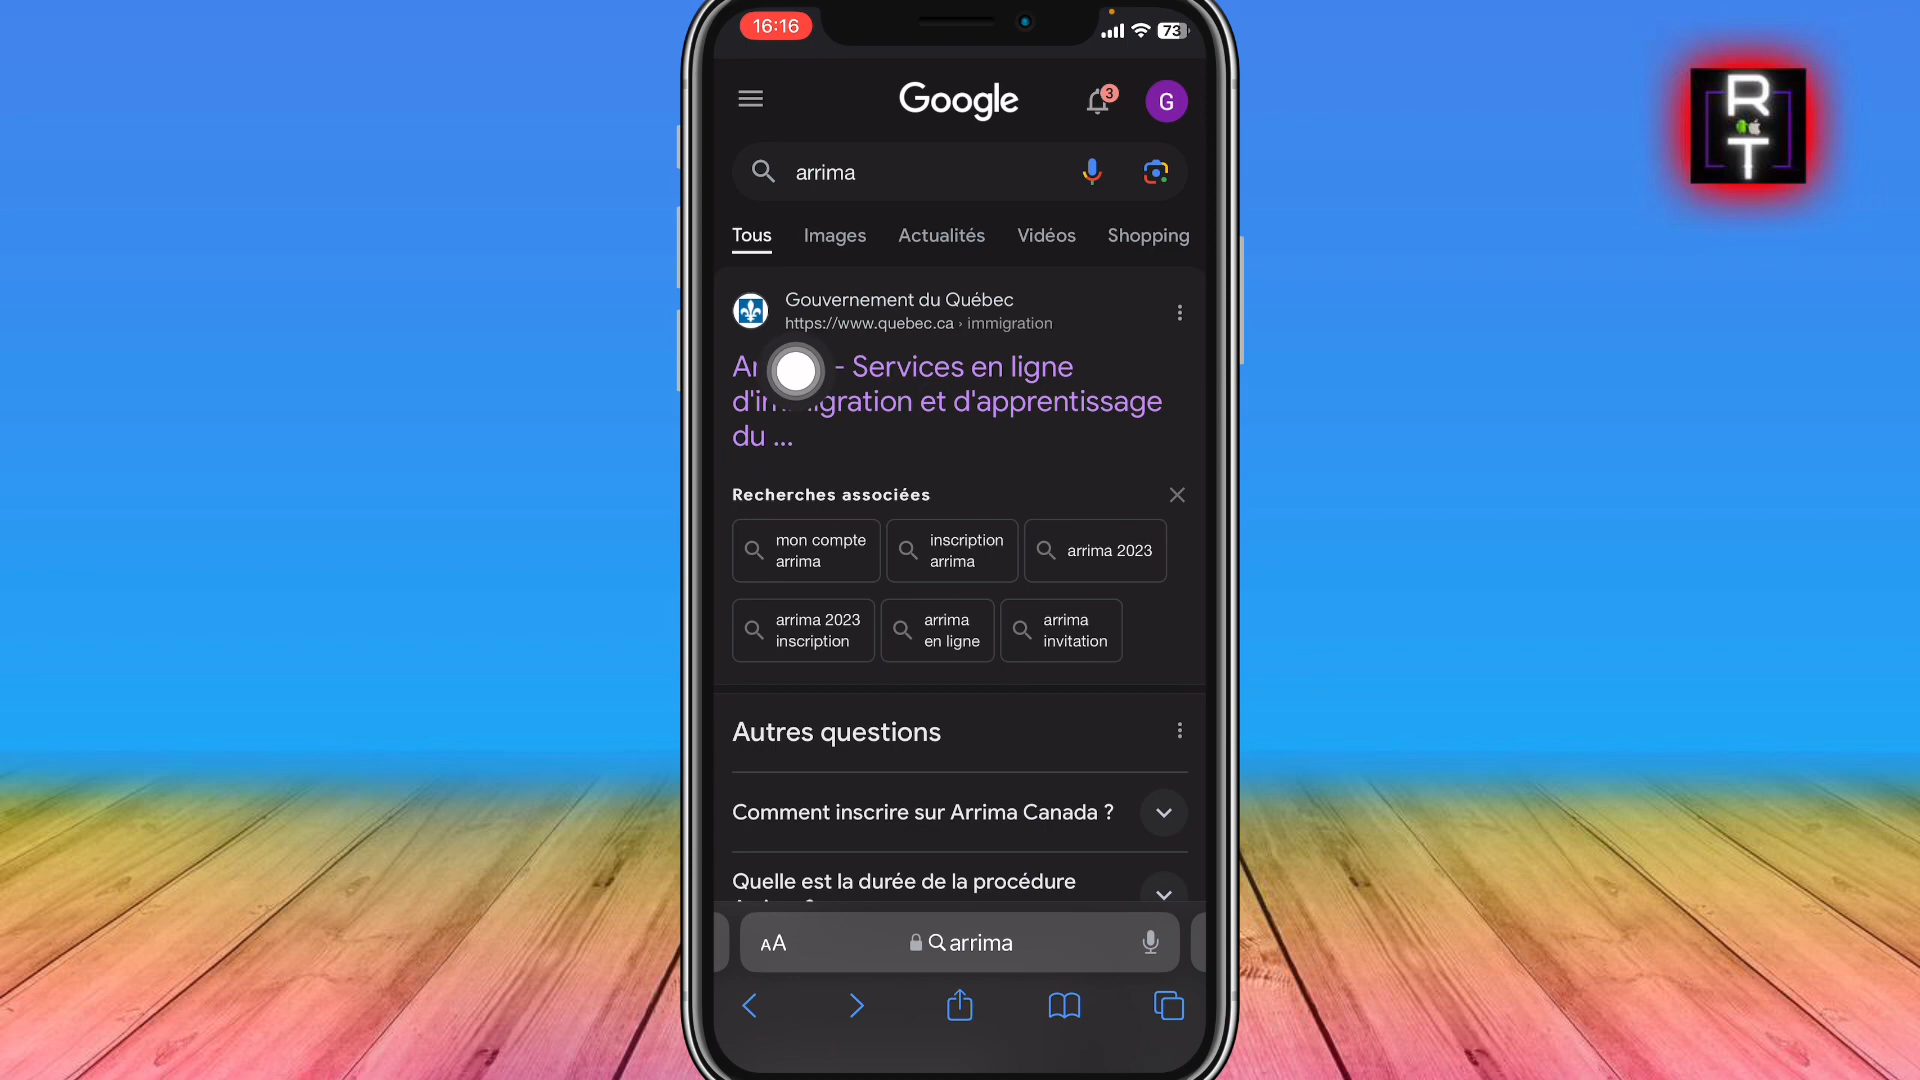 16:16
73
Google
3
G
arrima
Tous Images Actualités Vidéos Shopping
Gouvernement du Québec
https://www.quebec.ca › immigration
- Services en ligne
et d'apprentissage
du ...
Recherches associées
mon compte
arrima
inscription
arrima
arrima 2023
arrima 2023
inscription
arrima
en ligne
arrima
invitation
Autres questions
Comment inscrire sur Arrima Canada ?
Quelle est la durée de la procédure
AA
arrima
R
T